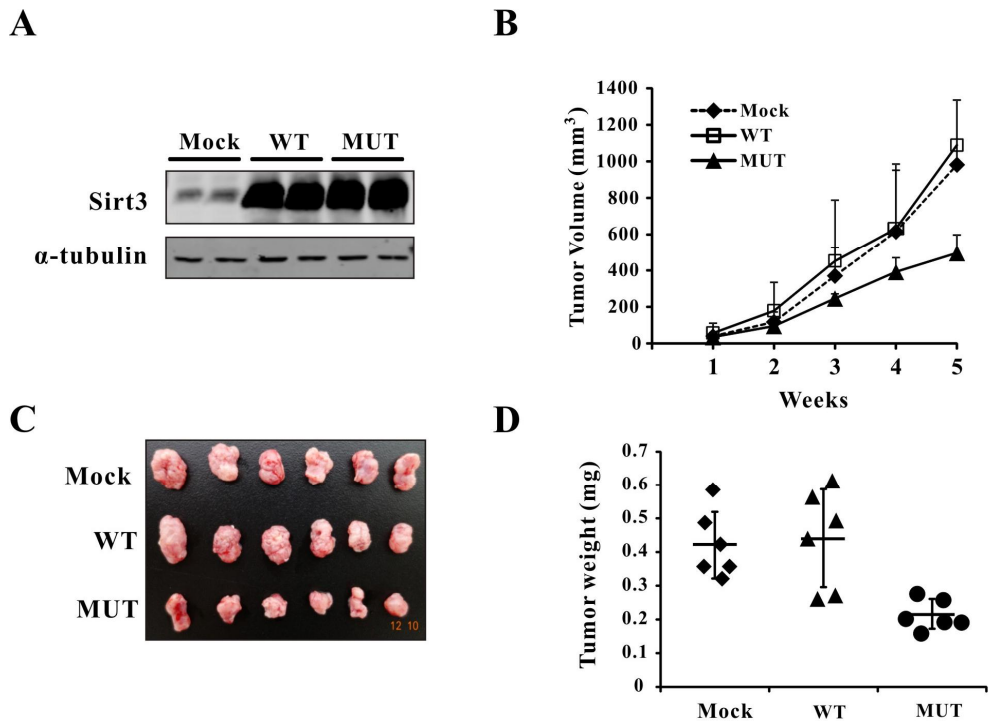 A
Mock WT MUT
Sirt3
α-tubulin
B
Tumor Volume (mm³)
1400
1200
1000
800
600
400
200
0
Mock
WT
MUT
1 2 3 4 5
Weeks
C
Mock
WT
MUT
12 10
D
Tumor weight (mg)
0.7
0.6
0.5
0.4
0.3
0.2
0.1
0
Mock WT MUT